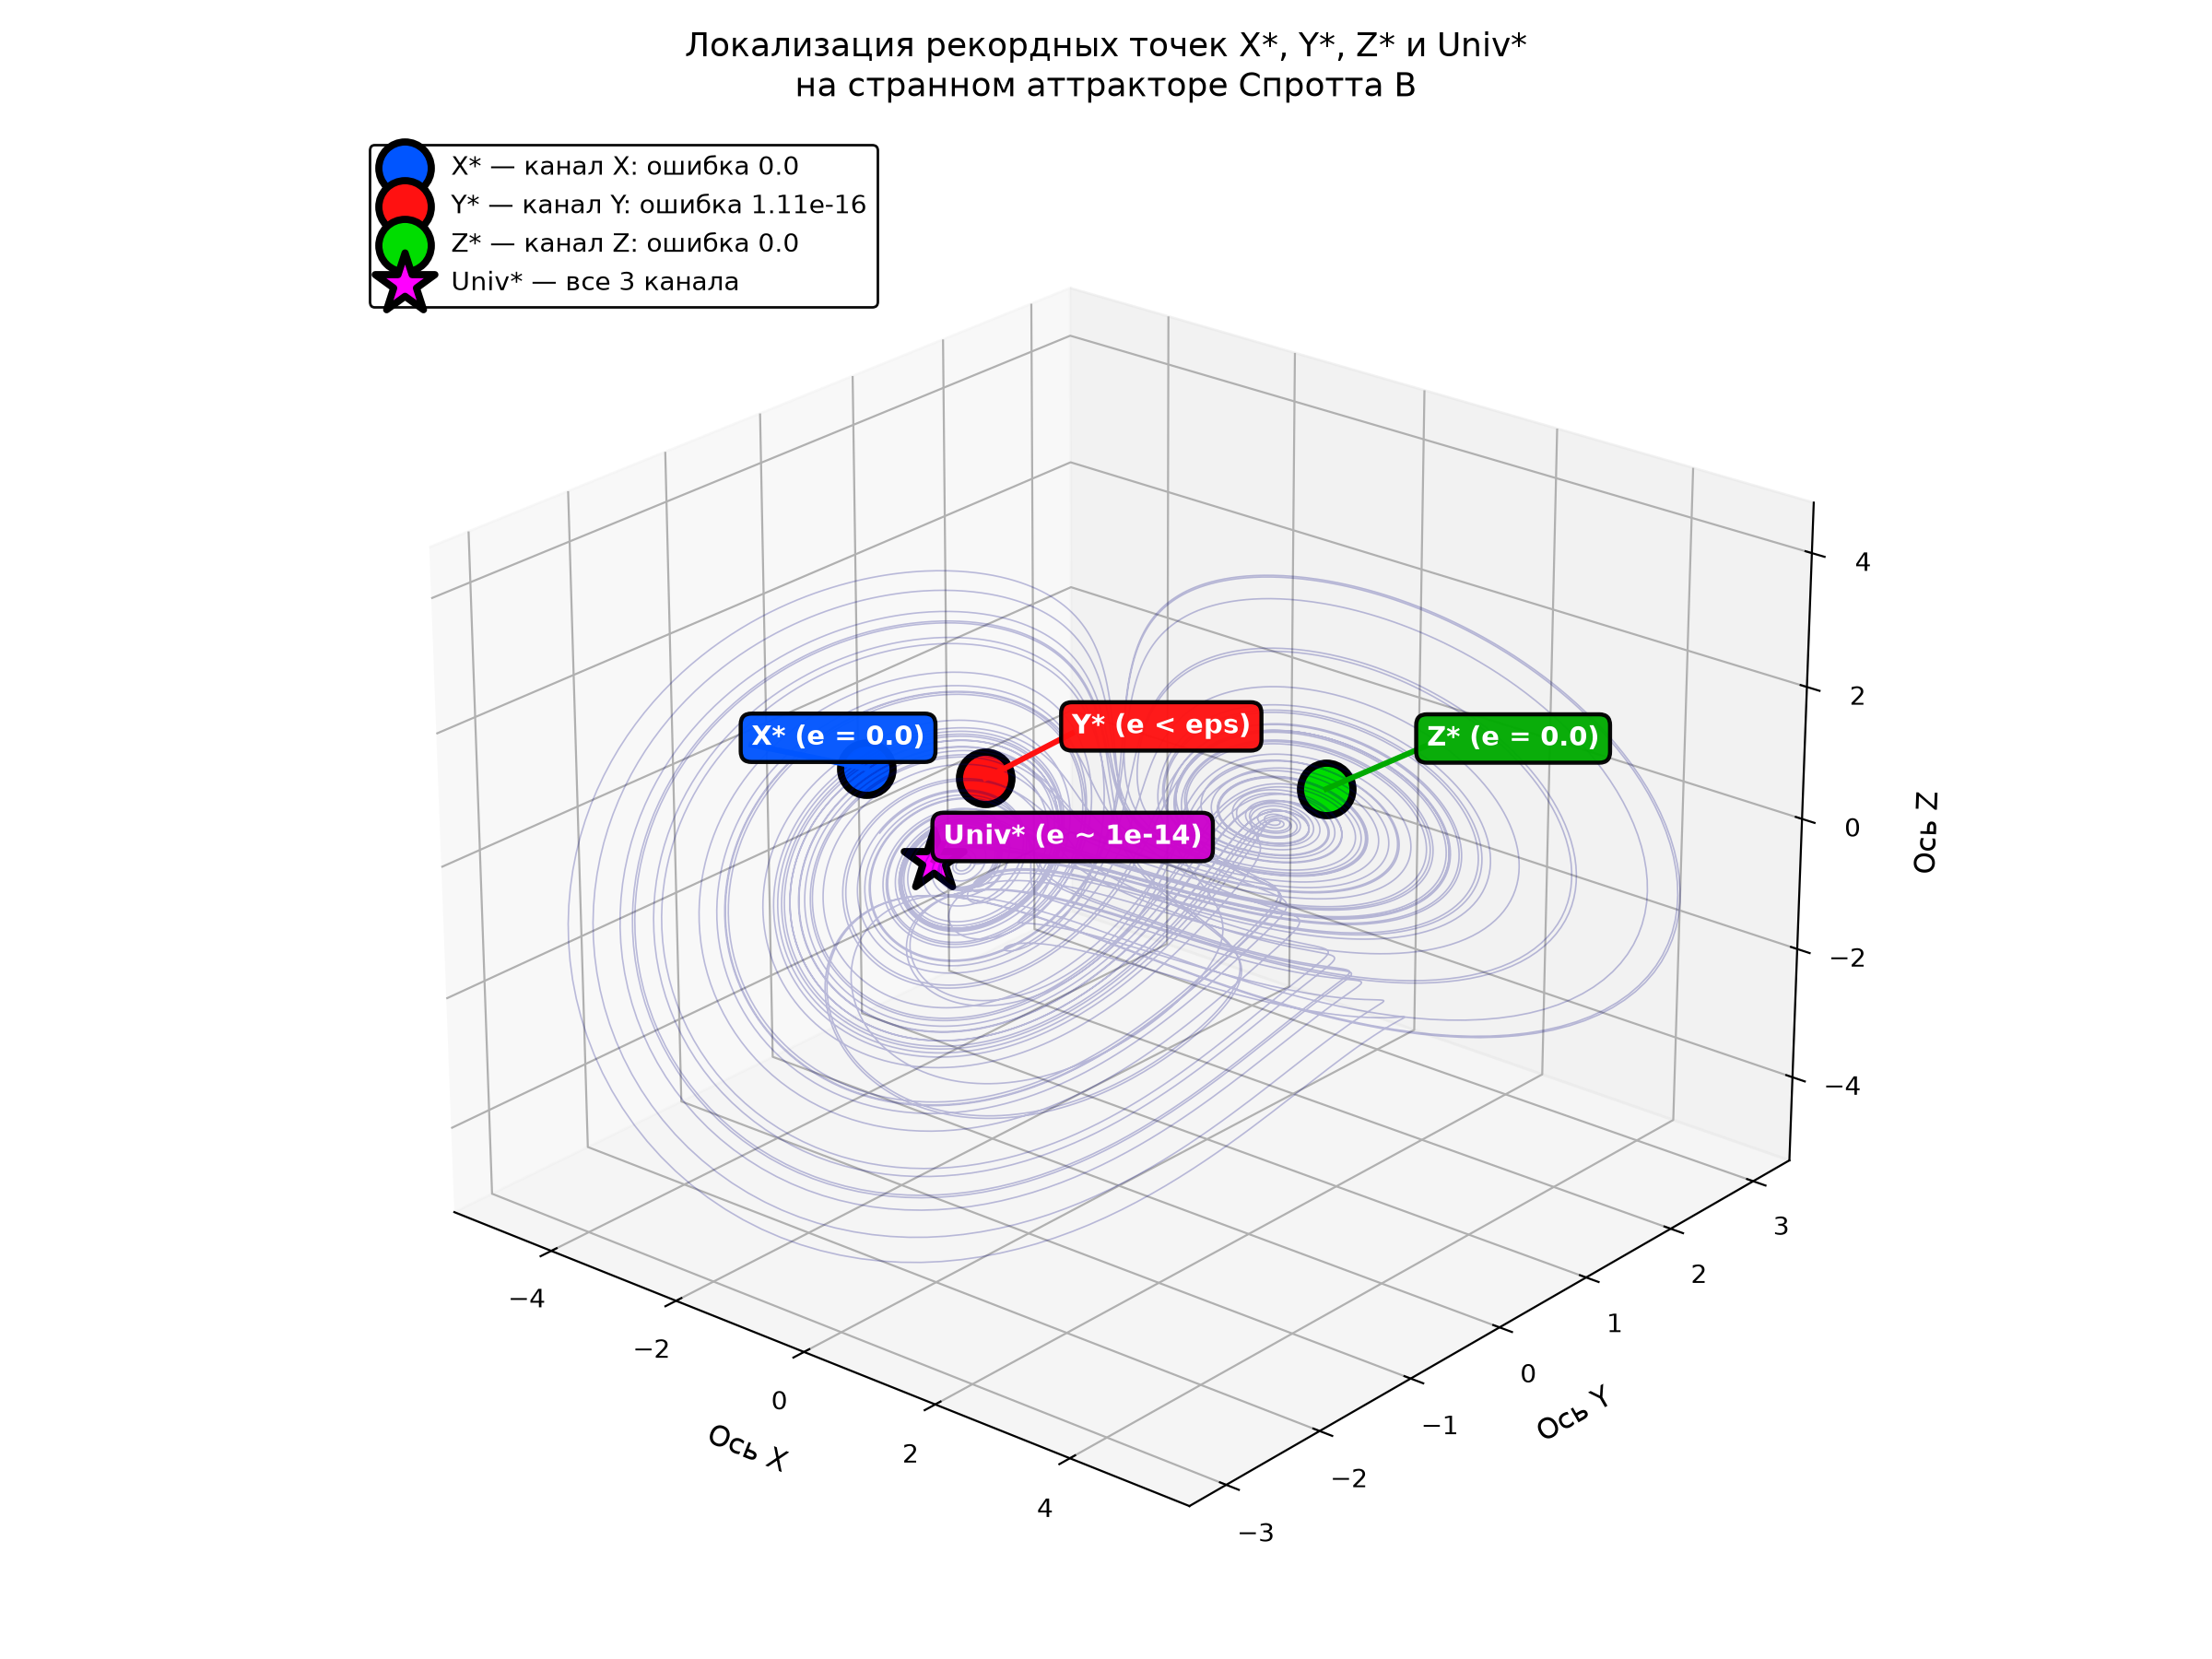 Локализация рекордных точек X*, Y*, Z* и Univ*
на странном аттракторе Спротта B
X* — канал X: ошибка 0.0
Y* — канал Y: ошибка 1.11e-16
Z* — канал Z: ошибка 0.0
Univ* — все 3 канала
X* (e = 0.0)
Y* (e < eps)
Z* (e = 0.0)
Univ* (e ~ 1e-14)
4
2
0
−2
−4
Ось Z
−4
−2
0
2
4
Ось X
−3
−2
−1
0
1
2
3
Ось Y